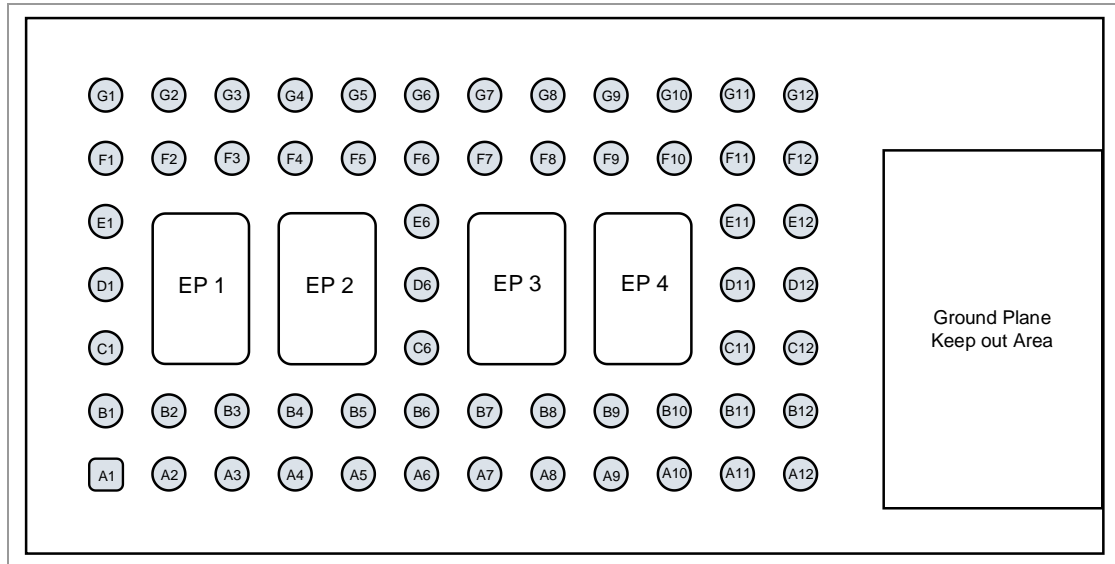 G1 G2 G3 G4 G5 G6 G7 G8 G9 G10 G11 G12
F1 F2 F3 F4 F5 F6 F7 F8 F9 F10 F11 F12
E1 E6 E11 E12
D1 EP 1 EP 2 D6 EP 3 EP 4 D11 D12
Ground Plane
Keep out Area
C1 C6 C11 C12
B1 B2 B3 B4 B5 B6 B7 B8 B9 B10 B11 B12
A1 A2 A3 A4 A5 A6 A7 A8 A9 A10 A11 A12